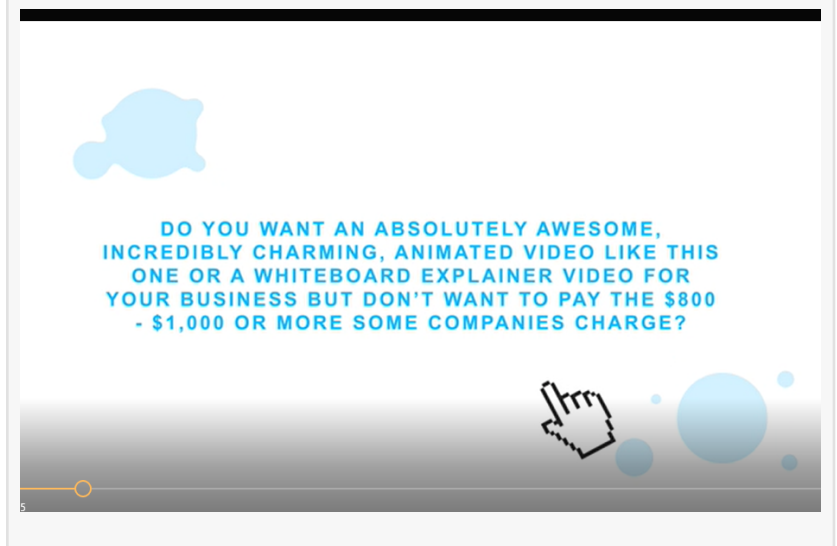 DO YOU WANT AN ABSOLUTELY AWESOME,
INCREDIBLY CHARMING, ANIMATED VIDEO LIKE THIS
ONE OR A WHITEBOARD EXPLAINER VIDEO FOR
YOUR BUSINESS BUT DON'T WANT TO PAY THE $800
- $1,000 OR MORE SOME COMPANIES CHARGE?
5